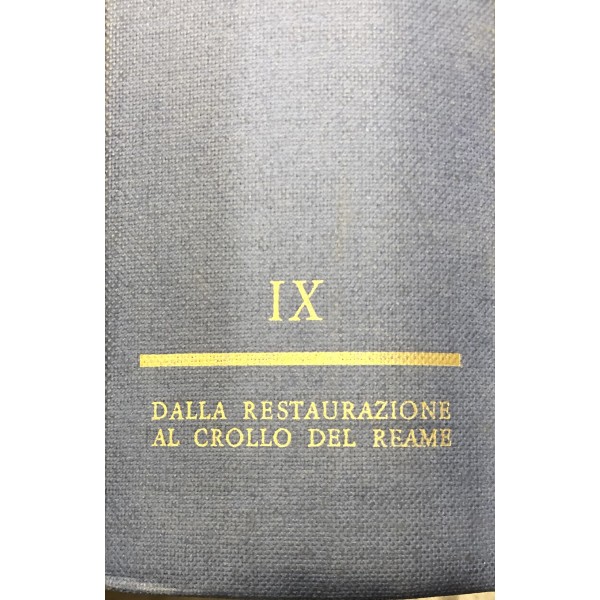 IX
DALLA RESTAURAZIONE
AL CROLLO DEL REAME